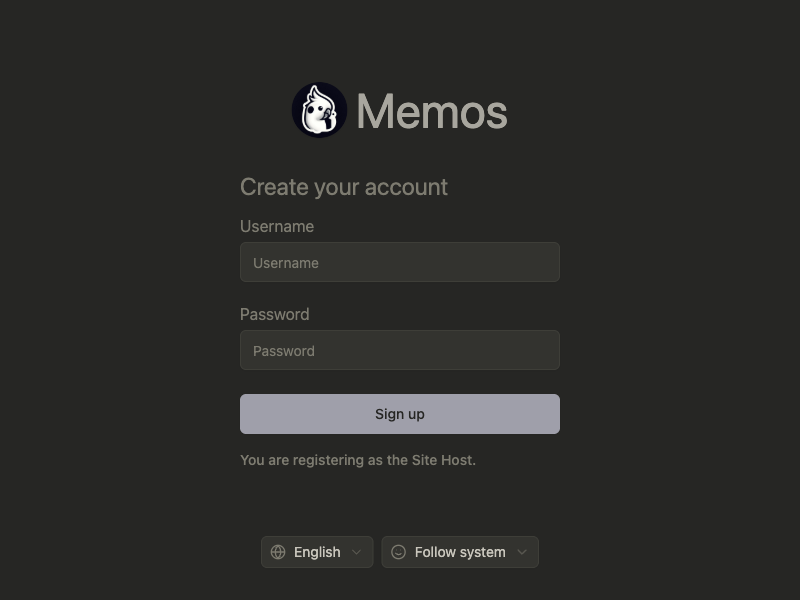 Memos
Create your account
Username
Username
Password
Password
Sign up
You are registering as the Site Host.
English
Follow system